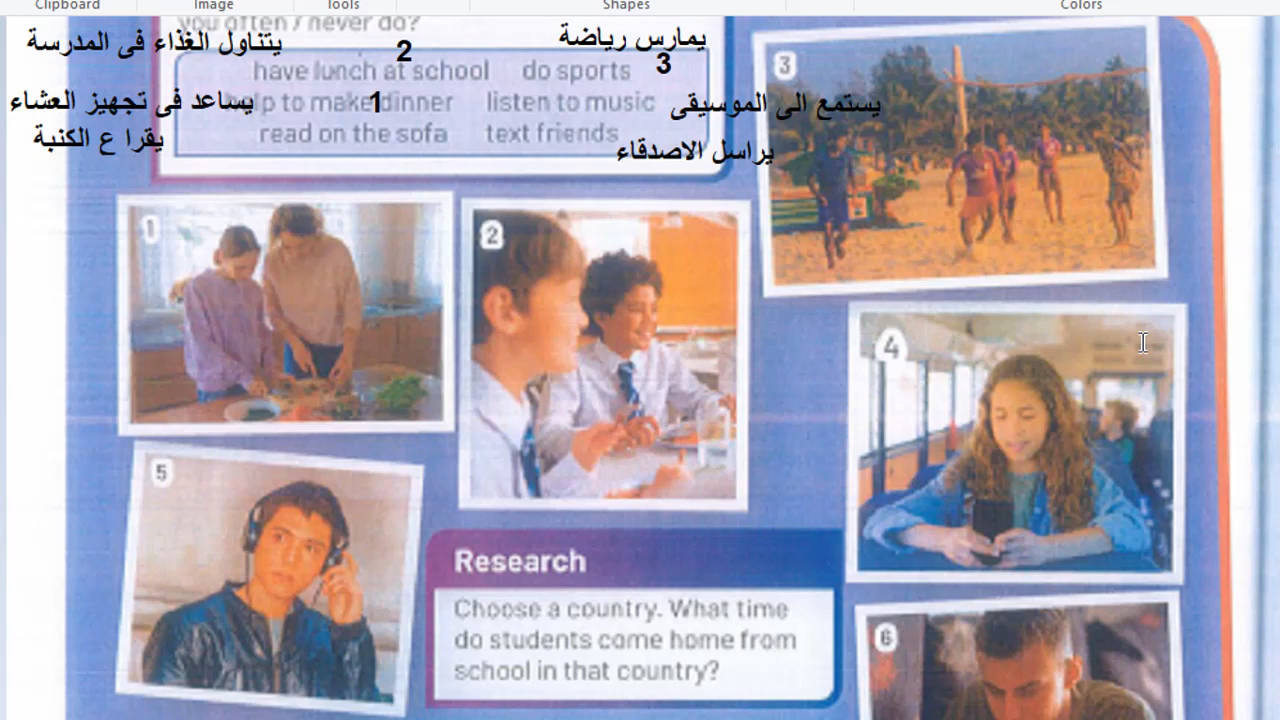 Clipboard Image Tools Shapes Colors
you often / never do?
يتناول الغذاء فى المدرسة 2 يمارس رياضة
have lunch at school do sports 3
يساعد فى تجهيز العشاء help to make dinner 1 listen to music يستمع الى الموسيقى
يقرا ع الكنبة read on the sofa text friends يراسل الاصدقاء
3
1
2
4
5
Research
Choose a country. What time
do students come home from
school in that country?
6